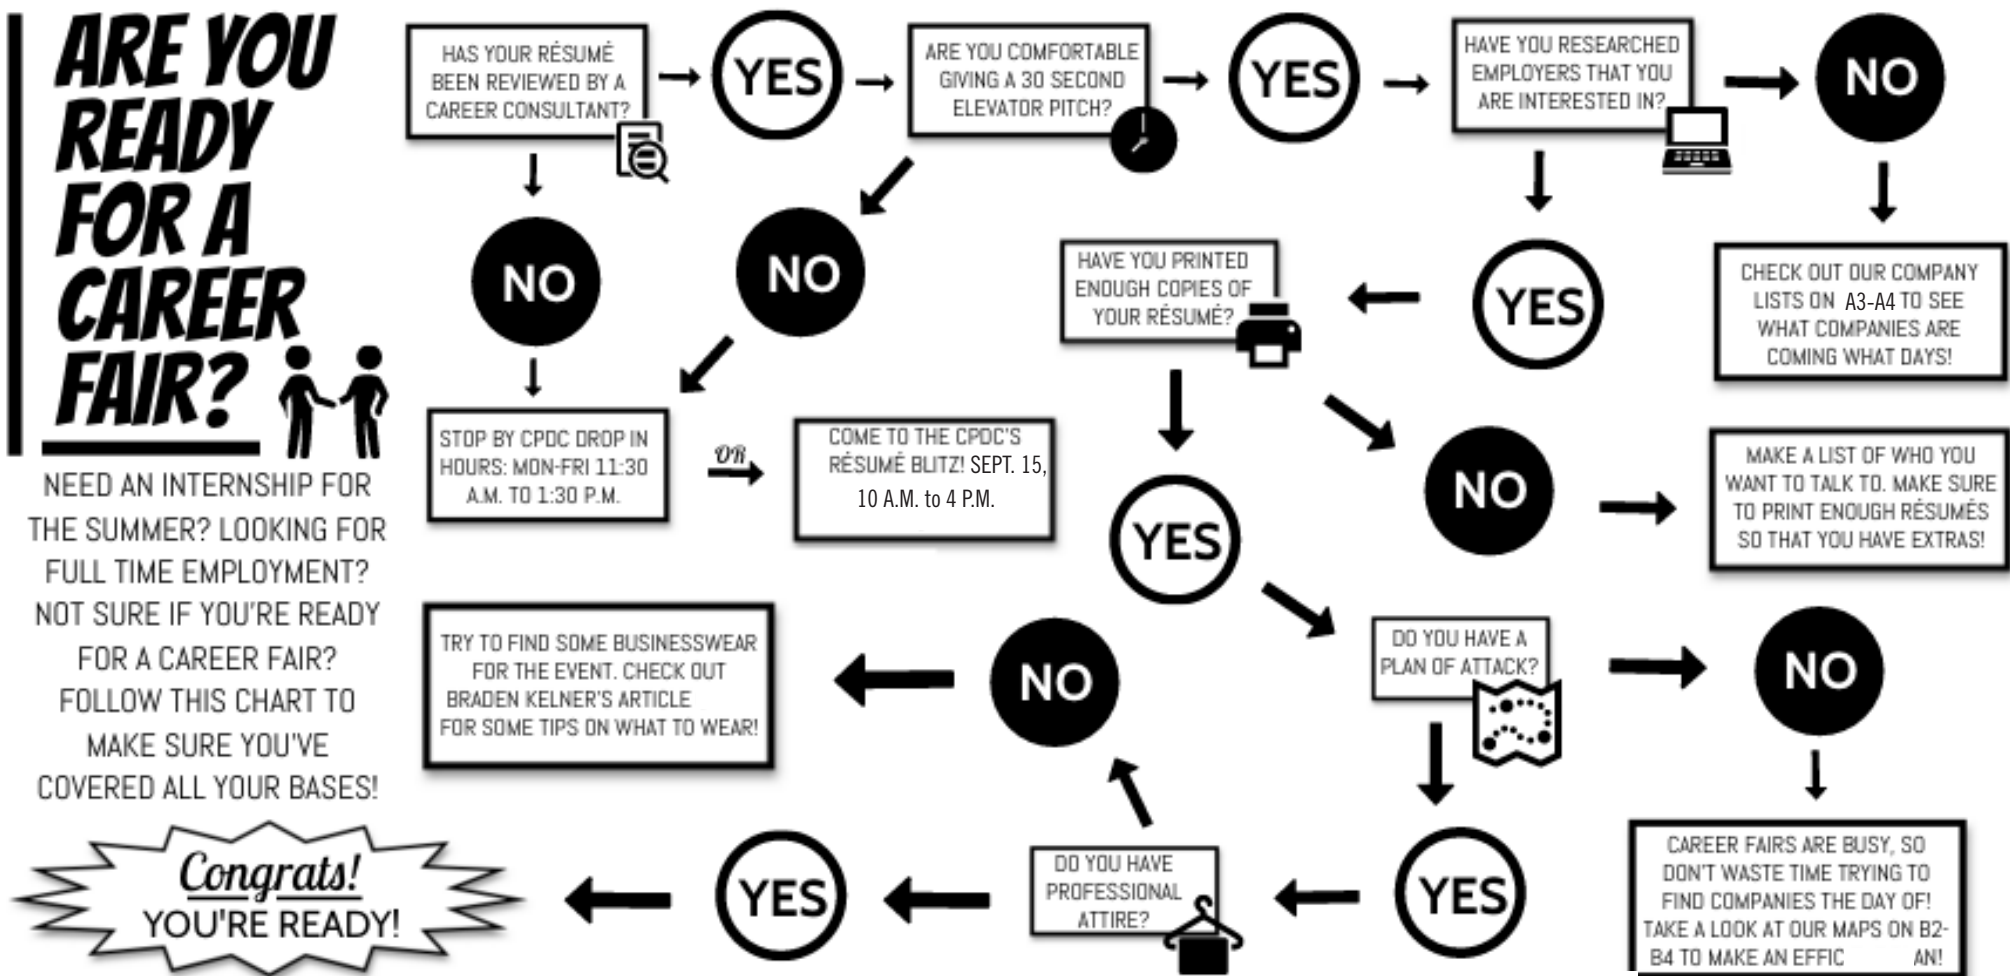 ARE YOU
READY
FOR A
CAREER
FAIR?
NEED AN INTERNSHIP FOR
THE SUMMER? LOOKING FOR
FULL TIME EMPLOYMENT?
NOT SURE IF YOU'RE READY
FOR A CAREER FAIR?
FOLLOW THIS CHART TO
MAKE SURE YOU'VE
COVERED ALL YOUR BASES!
HAS YOUR RÉSUMÉ
BEEN REVIEWED BY A
CAREER CONSULTANT?
YES
ARE YOU COMFORTABLE
GIVING A 30 SECOND
ELEVATOR PITCH?
YES
HAVE YOU RESEARCHED
EMPLOYERS THAT YOU
ARE INTERESTED IN?
NO
NO
NO
HAVE YOU PRINTED
ENOUGH COPIES OF
YOUR RÉSUMÉ?
YES
CHECK OUT OUR COMPANY
LISTS ON A3-A4 TO SEE
WHAT COMPANIES ARE
COMING WHAT DAYS!
STOP BY CPDC DROP IN
HOURS: MON-FRI 11:30
A.M. TO 1:30 P.M.
OR
COME TO THE CPDC'S
RÉSUMÉ BLITZ! SEPT. 15,
10 A.M. to 4 P.M.
YES
NO
MAKE A LIST OF WHO YOU
WANT TO TALK TO. MAKE SURE
TO PRINT ENOUGH RÉSUMÉS
SO THAT YOU HAVE EXTRAS!
TRY TO FIND SOME BUSINESSWEAR
FOR THE EVENT. CHECK OUT
BRADEN KELNER'S ARTICLE
FOR SOME TIPS ON WHAT TO WEAR!
NO
DO YOU HAVE A
PLAN OF ATTACK?
NO
Congrats!
YOU'RE READY!
YES
DO YOU HAVE
PROFESSIONAL
ATTIRE?
YES
CAREER FAIRS ARE BUSY, SO
DON'T WASTE TIME TRYING TO
FIND COMPANIES THE DAY OF!
TAKE A LOOK AT OUR MAPS ON B2-
B4 TO MAKE AN